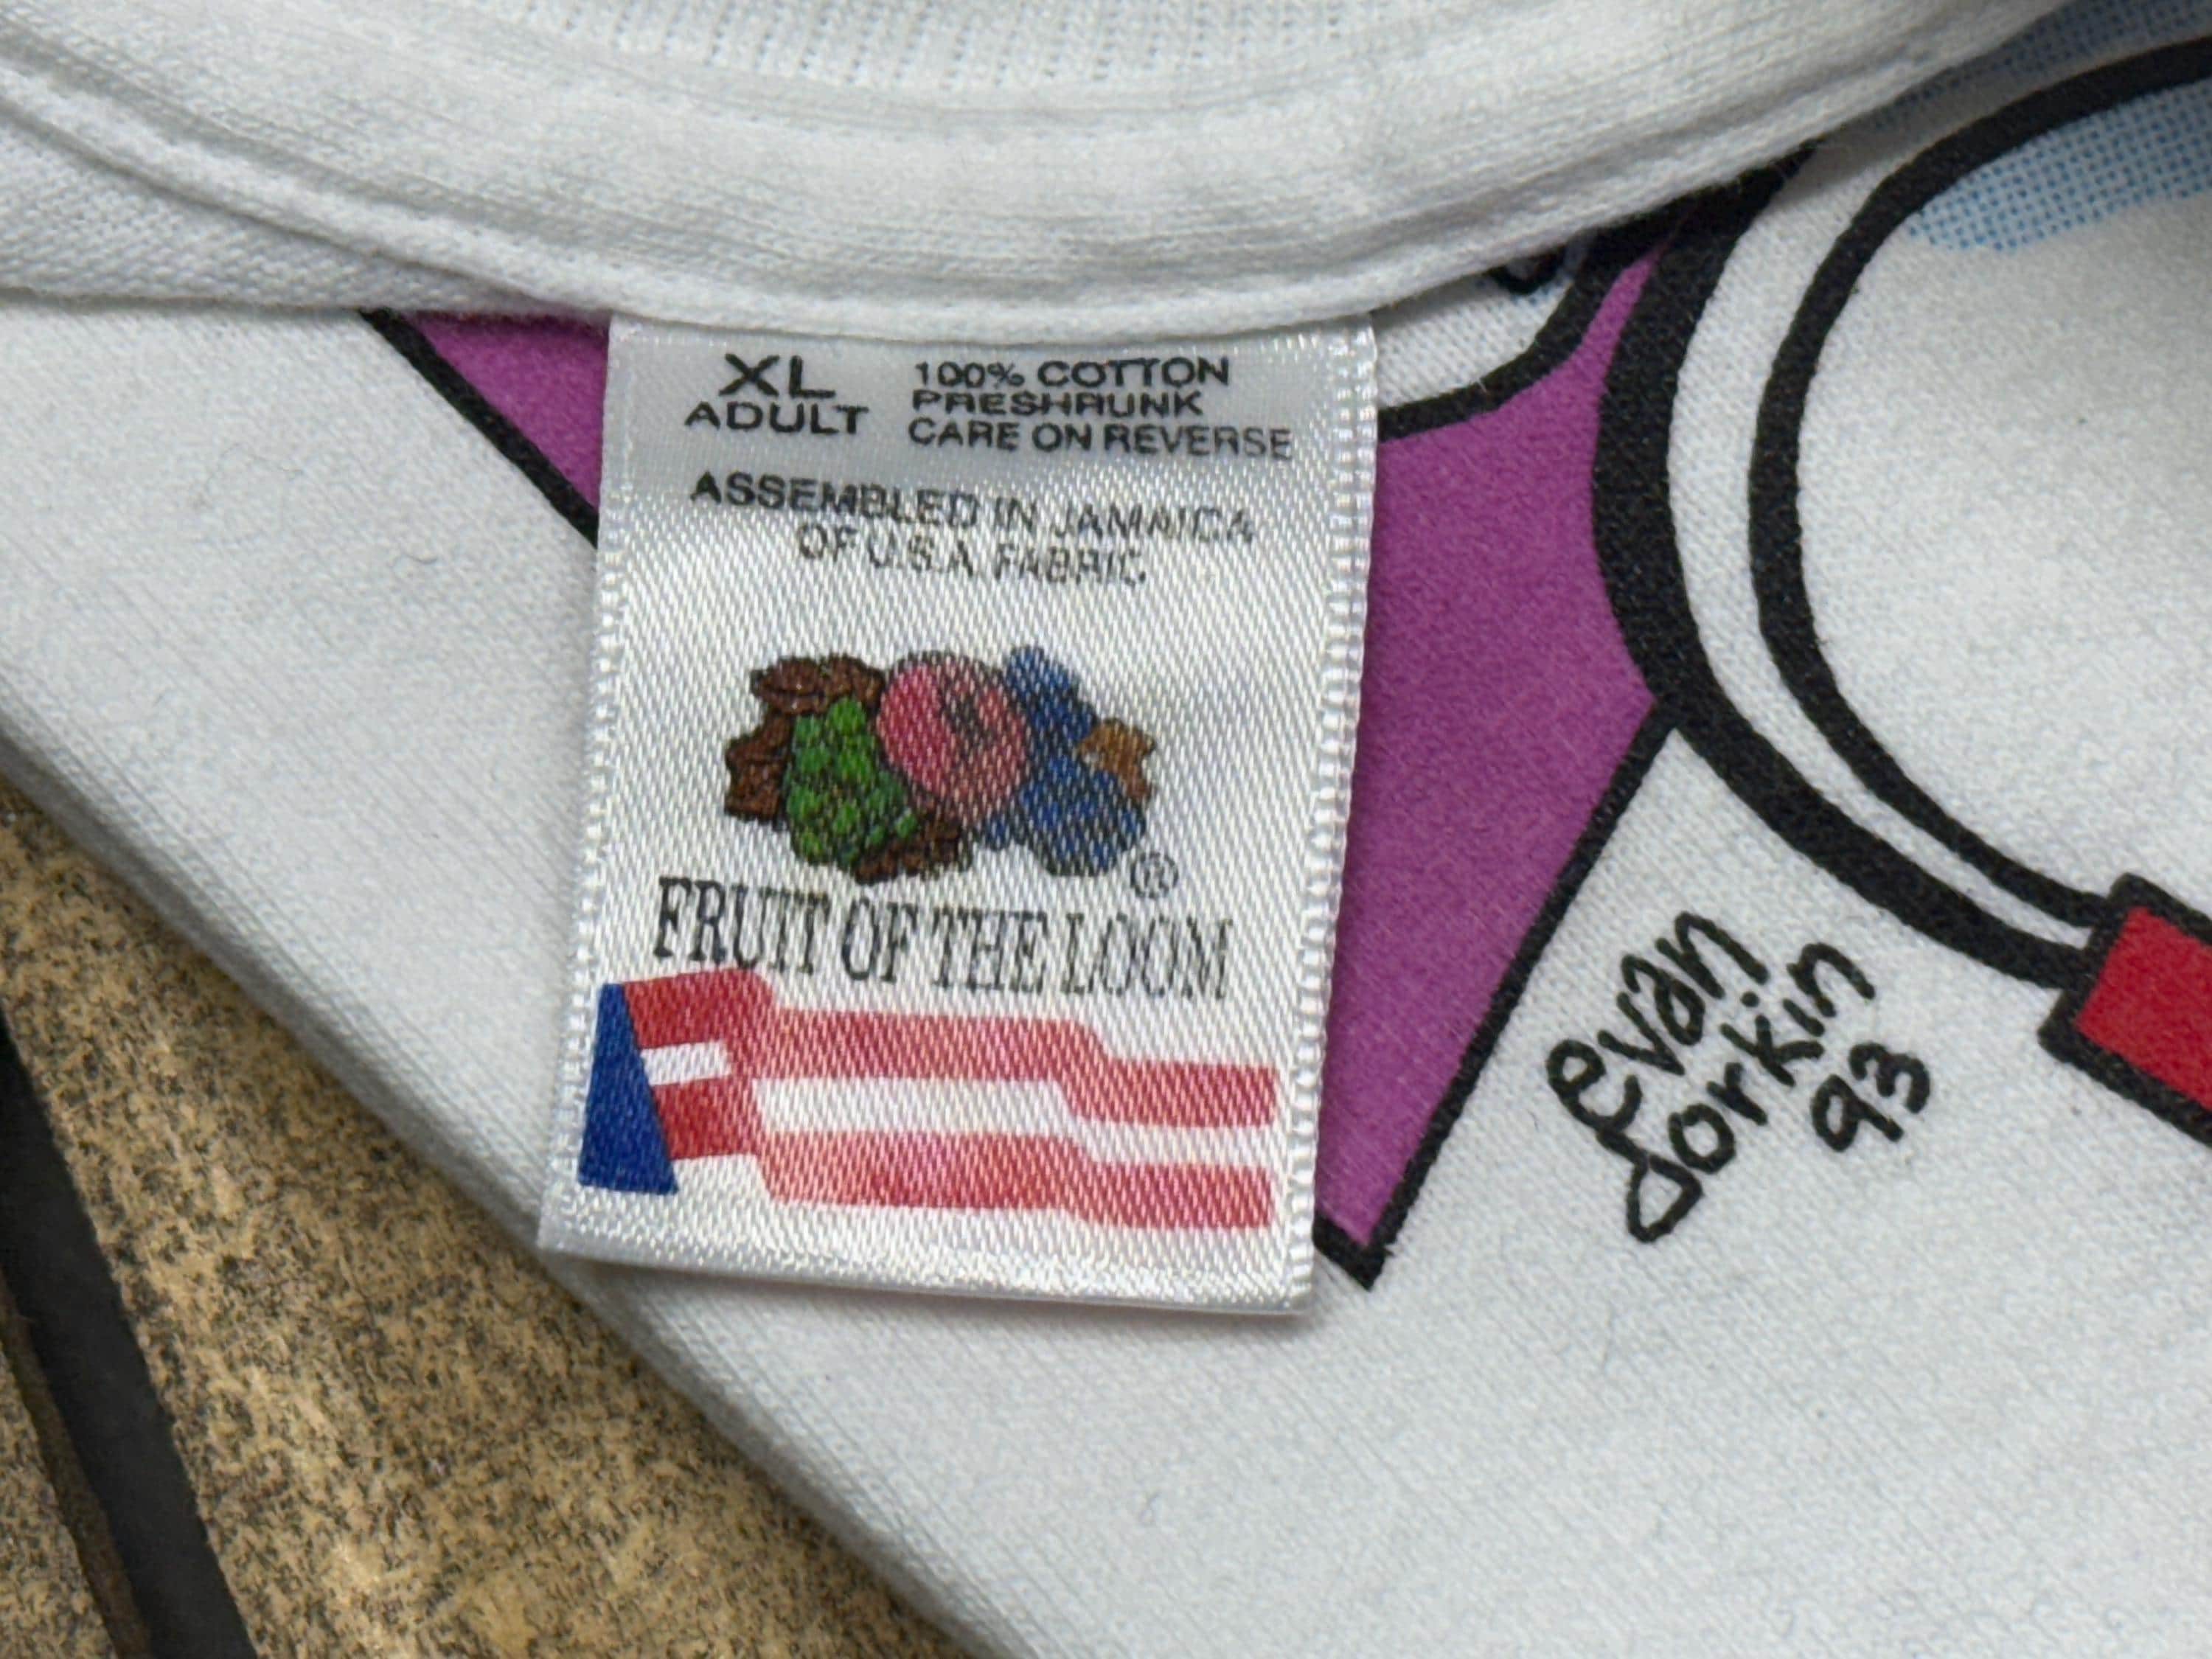 XL
ADULT
100% COTTON
PRESHRUNK
CARE ON REVERSE
ASSEMBLED IN JAMAICA
OF U.S.A. FABRIC.
®
FRUIT OF THE LOOM
evan
dorkin
93